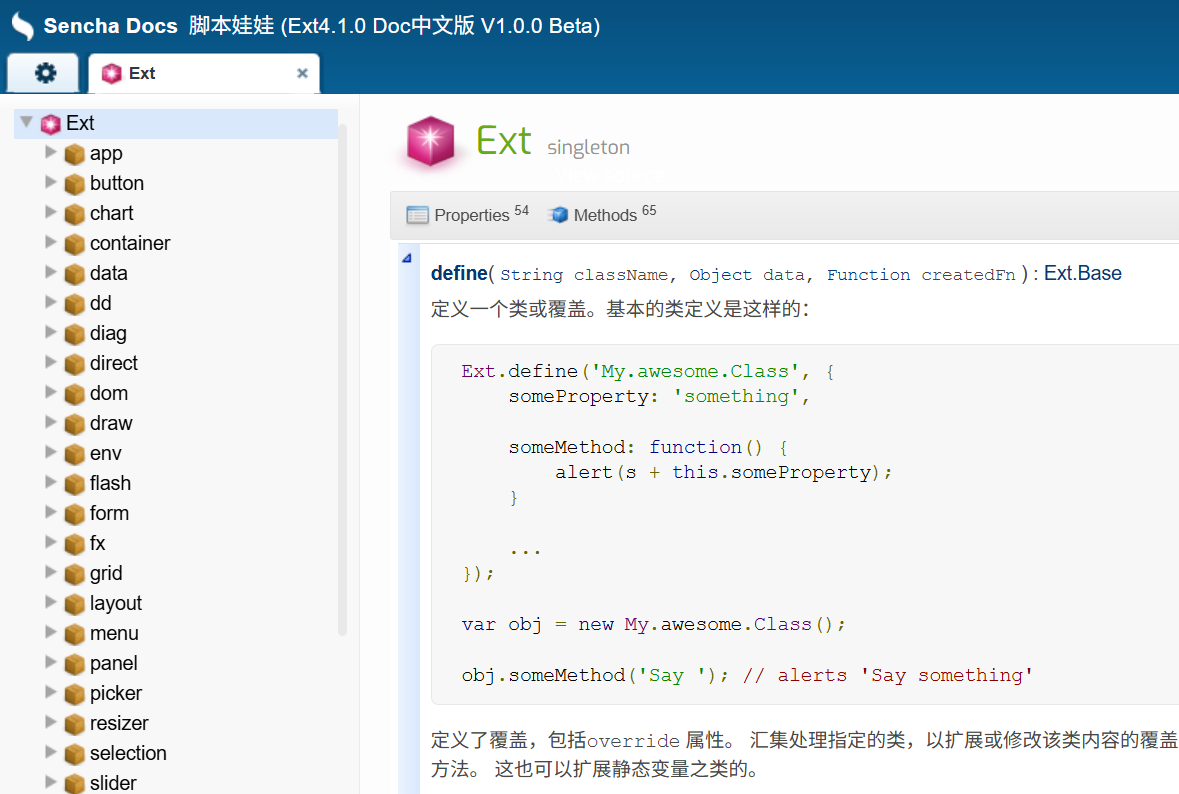 Sencha Docs 脚本娃娃 (Ext4.1.0 Doc中文版 V1.0.0 Beta)
Ext
Ext
app
button
chart
container
data
dd
diag
direct
dom
draw
env
flash
form
fx
grid
layout
menu
panel
picker
resizer
selection
slider
Ext singleton
Properties 54 Methods 65
define( String className, Object data, Function createdFn ) : Ext.Base
定义一个类或覆盖。基本的类定义是这样的：
Ext.define('My.awesome.Class', {
someProperty: 'something',
someMethod: function() {
alert(s + this.someProperty);
}
...
});
var obj = new My.awesome.Class();
obj.someMethod('Say '); // alerts 'Say something'
定义了覆盖，包括override 属性。 汇集处理指定的类，以扩展或修改该类内容的覆盖
方法。 这也可以扩展静态变量之类的。